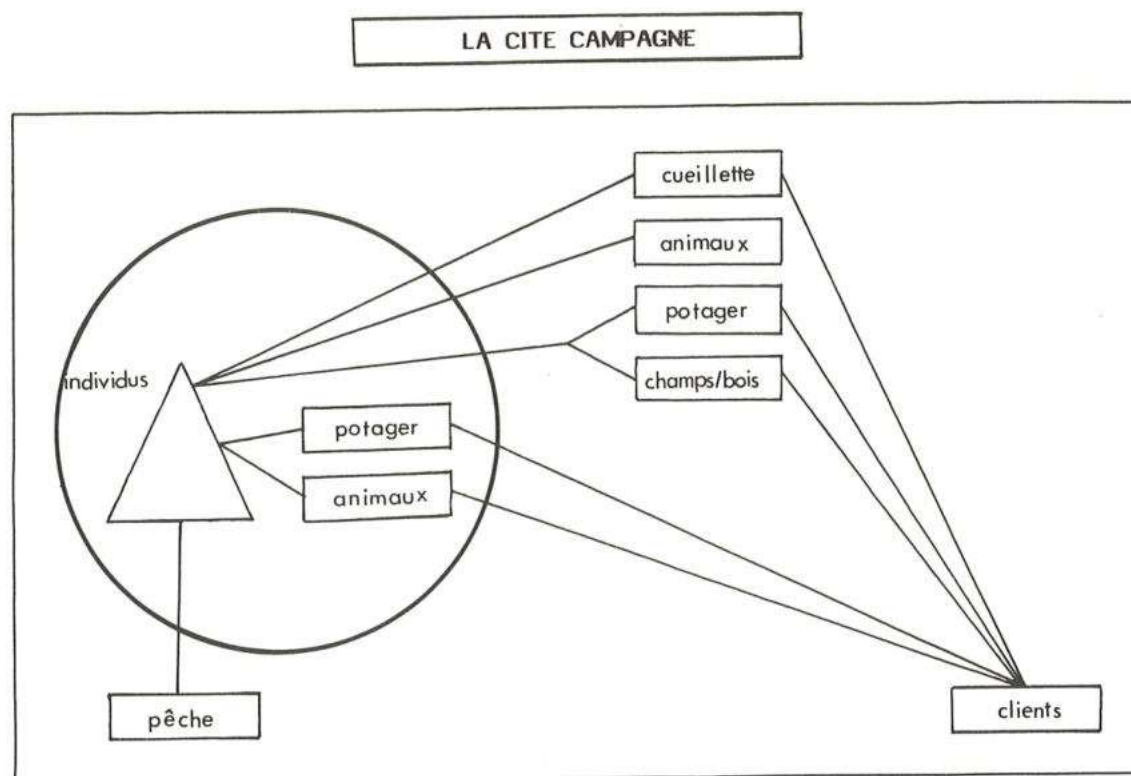 LA CITE CAMPAGNE
cueillette
animaux
potager
champs/bois
individus
potager
animaux
pêche
clients